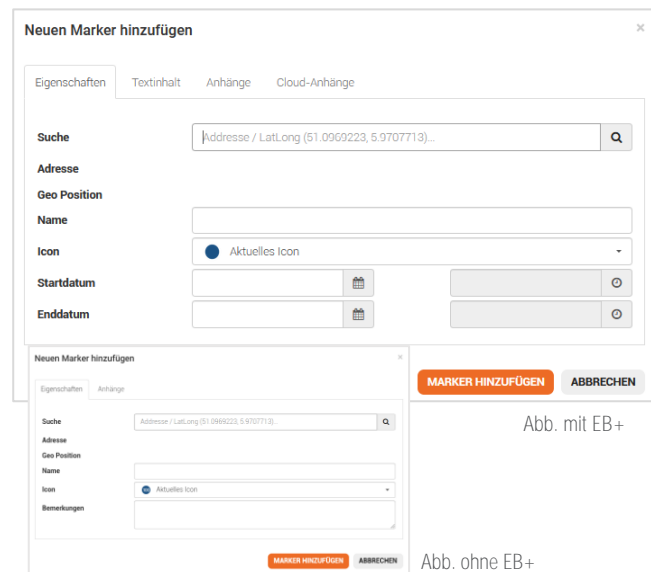 Neuen Marker hinzufügen ×
Eigenschaften Textinhalt Anhänge Cloud-Anhänge
Suche Addresse / LatLong (51.0969223, 5.9707713)...
Adresse
Geo Position
Name
Icon Aktuelles Icon
Startdatum
Enddatum
MARKER HINZUFÜGEN ABBRECHEN
Abb. mit EB+
Neuen Marker hinzufügen ×
Eigenschaften Anhänge
Suche Addresse / LatLong (51.0969223, 5.9707713)...
Adresse
Geo Position
Name
Icon Aktuelles Icon
Bemerkungen
MARKER HINZUFÜGEN ABBRECHEN
Abb. ohne EB+